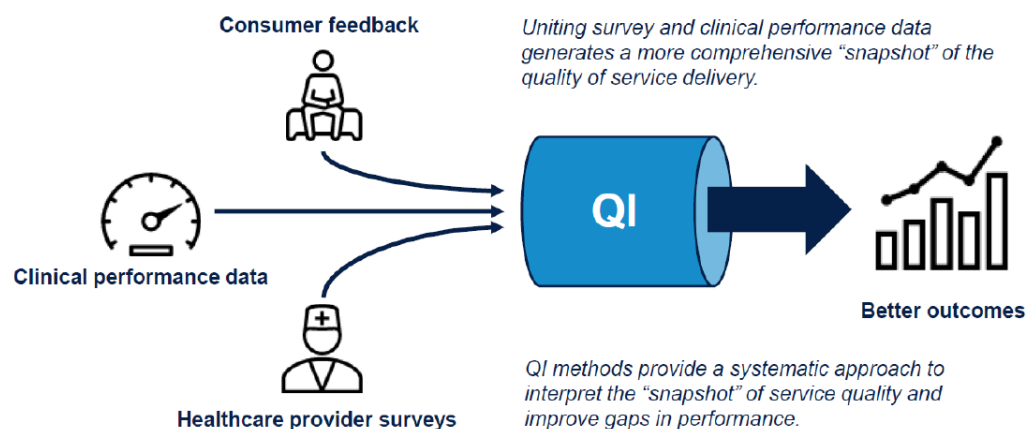 Consumer feedback
Uniting survey and clinical performance data
generates a more comprehensive “snapshot” of the
quality of service delivery.
QI
Clinical performance data
Better outcomes
Healthcare provider surveys
QI methods provide a systematic approach to
interpret the “snapshot” of service quality and
improve gaps in performance.